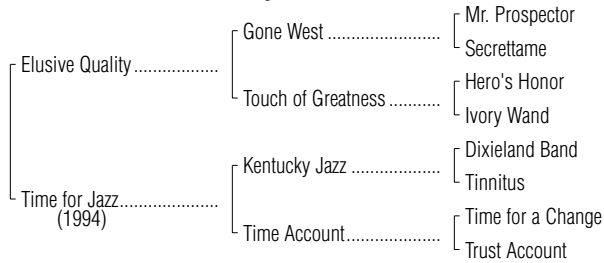 Mr. Prospector
Gone West .......................
Secrettame
Elusive Quality ..................
Hero's Honor
Touch of Greatness ...........
Ivory Wand
Dixieland Band
Kentucky Jazz ..................
Tinnitus
Time for Jazz.....................
(1994)
Time for a Change
Time Account....................
Trust Account